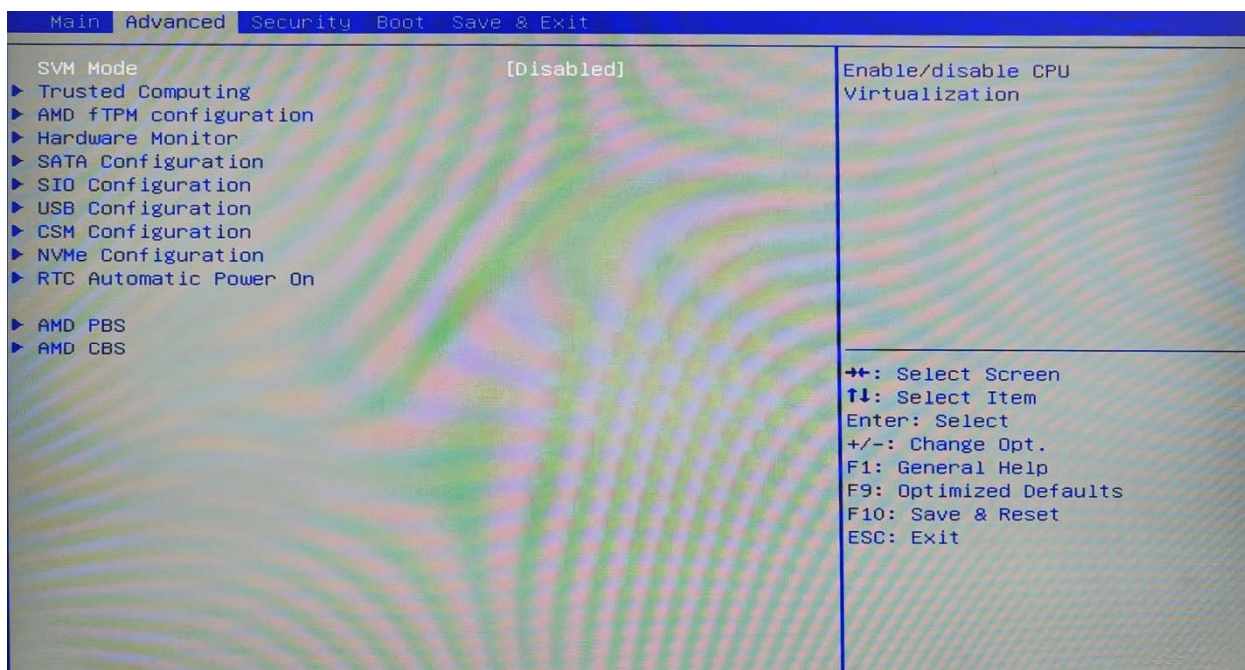 Main Advanced Security Boot Save & Exit
SVM Mode [Disabled]
▶ Trusted Computing
▶ AMD fTPM configuration
▶ Hardware Monitor
▶ SATA Configuration
▶ SIO Configuration
▶ USB Configuration
▶ CSM Configuration
▶ NVMe Configuration
▶ RTC Automatic Power On
▶ AMD PBS
▶ AMD CBS
Enable/disable CPU
Virtualization
→←: Select Screen
↑↓: Select Item
Enter: Select
+/-: Change Opt.
F1: General Help
F9: Optimized Defaults
F10: Save & Reset
ESC: Exit